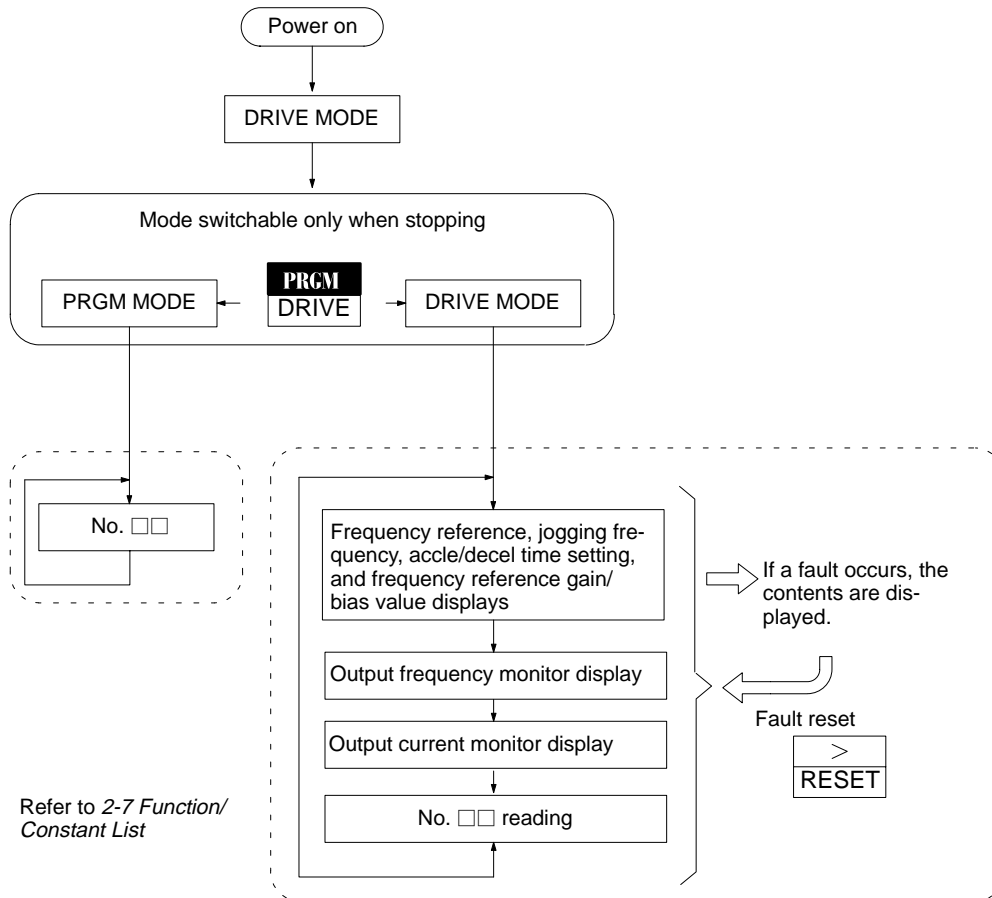 Power on
DRIVE MODE
Mode switchable only when stopping
PRGM MODE
PRGM
DRIVE
DRIVE MODE
No. □□
Frequency reference, jogging fre-
quency, accle/decel time setting,
and frequency reference gain/
bias value displays
If a fault occurs, the
contents are dis-
played.
Output frequency monitor display
Output current monitor display
Fault reset
>
RESET
No. □□ reading
Refer to 2-7 Function/
Constant List